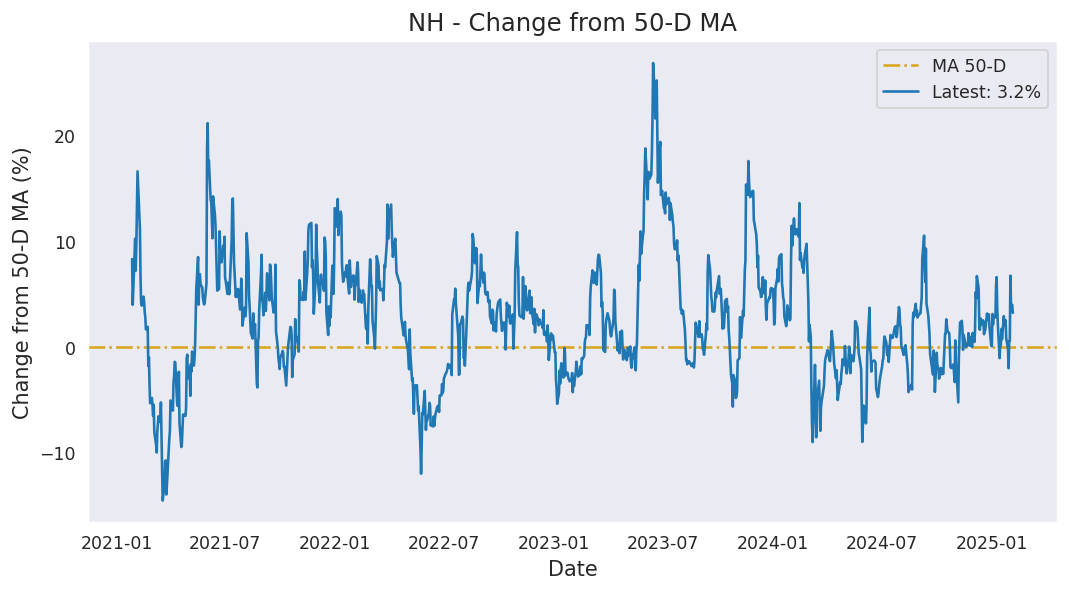 NH - Change from 50-D MA
MA 50-D
Latest: 3.2%
Change from 50-D MA (%)
20
10
0
−10
2021-01 2021-07 2022-01 2022-07 2023-01 2023-07 2024-01 2024-07 2025-01
Date